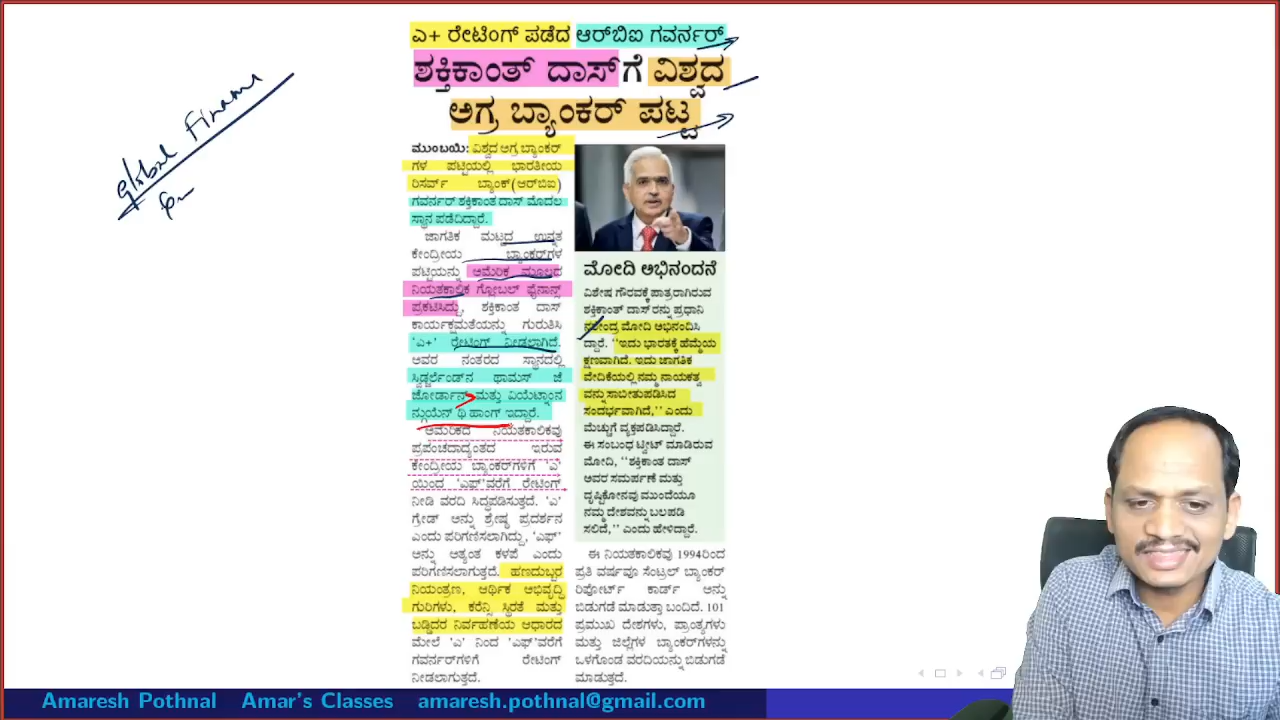 ಎ+ ರೇಟಿಂಗ್ ಪಡೆದ ಆರ್‌ಬಿಐ ಗವರ್ನರ್
ಶಕ್ತಿಕಾಂತ್ ದಾಸ್‌ಗೆ ವಿಶ್ವದ
ಅಗ್ರ ಬ್ಯಾಂಕರ್ ಪಟ್ಟ
Global Finance
ಮುಂಬಯಿ: ವಿಶ್ವದ ಅಗ್ರ ಬ್ಯಾಂಕರ್
ಗಳ ಪಟ್ಟಿಯಲ್ಲಿ ಭಾರತೀಯ
ರಿಸರ್ವ್ ಬ್ಯಾಂಕ್(ಆರ್‌ಬಿಐ)
ಗವರ್ನರ್ ಶಕ್ತಿಕಾಂತ ದಾಸ್ ಮೊದಲ
ಸ್ಥಾನ ಪಡೆದಿದ್ದಾರೆ.
ಜಾಗತಿಕ ಮಟ್ಟದ ಉನ್ನತ
ಕೇಂದ್ರೀಯ ಬ್ಯಾಂಕರ್‌ಗಳ
ಪಟ್ಟಿಯನ್ನು ಅಮೆರಿಕ ಮೂಲದ
ನಿಯತಕಾಲಿಕ ಗ್ಲೋಬಲ್ ಫೈನಾನ್ಸ್
ಪ್ರಕಟಿಸಿದ್ದು, ಶಕ್ತಿಕಾಂತ ದಾಸ್
ಕಾರ್ಯಕ್ಷಮತೆಯನ್ನು ಗುರುತಿಸಿ
'ಎ+' ರೇಟಿಂಗ್ ನೀಡಲಾಗಿದೆ.
ಅವರ ನಂತರದ ಸ್ಥಾನದಲ್ಲಿ
ಸ್ವಿಡ್ಜರ್ಲೆಂಡ್‌ನ ಥಾಮಸ್ ಜೆ
ಜೋರ್ಡಾನ್ ಮತ್ತು ವಿಯೆಟ್ನಾಂನ
ನ್ಗುಯೆನ್ ಥಿ ಹಾಂಗ್ ಇದ್ದಾರೆ.
ಅಮೆರಿಕದ ನಿಯತಕಾಲಿಕವು
ಪ್ರಪಂಚದಾದ್ಯಂತದ ಇರುವ
ಕೇಂದ್ರೀಯ ಬ್ಯಾಂಕರ್‌ಗಳಿಗೆ 'ಎ'
ಯಿಂದ 'ಎಫ್'ವರೆಗೆ ರೇಟಿಂಗ್
ನೀಡಿ ವರದಿ ಸಿದ್ಧಪಡಿಸುತ್ತದೆ. 'ಎ'
ಗ್ರೇಡ್ ಅನ್ನು ಶ್ರೇಷ್ಠ ಪ್ರದರ್ಶನ
ಎಂದು ಪರಿಗಣಿಸಲಾಗಿದ್ದು, 'ಎಫ್'
ಅನ್ನು ಅತ್ಯಂತ ಕಳಪೆ ಎಂದು
ಪರಿಗಣಿಸಲಾಗುತ್ತದೆ. ಹಣದುಬ್ಬರ
ನಿಯಂತ್ರಣ, ಆರ್ಥಿಕ ಅಭಿವೃದ್ಧಿ
ಗುರಿಗಳು, ಕರೆನ್ಸಿ ಸ್ಥಿರತೆ ಮತ್ತು
ಬಡ್ಡಿದರ ನಿರ್ವಹಣೆಯ ಆಧಾರದ
ಮೇಲೆ 'ಎ' ನಿಂದ 'ಎಫ್'ವರೆಗೆ
ಗವರ್ನರ್‌ಗಳಿಗೆ ರೇಟಿಂಗ್
ನೀಡಲಾಗುತ್ತದೆ.
ಮೋದಿ ಅಭಿನಂದನೆ
ವಿಶೇಷ ಗೌರವಕ್ಕೆ ಪಾತ್ರರಾಗಿರುವ
ಶಕ್ತಿಕಾಂತ್ ದಾಸ್ ರನ್ನು ಪ್ರಧಾನಿ
ನರೇಂದ್ರ ಮೋದಿ ಅಭಿನಂದಿಸಿ
ದ್ದಾರೆ. ''ಇದು ಭಾರತಕ್ಕೆ ಹೆಮ್ಮೆಯ
ಕ್ಷಣವಾಗಿದೆ. ಇದು ಜಾಗತಿಕ
ವೇದಿಕೆಯಲ್ಲಿ ನಮ್ಮ ನಾಯಕತ್ವ
ವನ್ನು ಸಾಬೀತುಪಡಿಸಿದ
ಸಂದರ್ಭವಾಗಿದೆ,'' ಎಂದು
ಮೆಚ್ಚುಗೆ ವ್ಯಕ್ತಪಡಿಸಿದ್ದಾರೆ.
ಈ ಸಂಬಂಧ ಟ್ವೀಟ್ ಮಾಡಿರುವ
ಮೋದಿ, ''ಶಕ್ತಿಕಾಂತ ದಾಸ್
ಅವರ ಸಮರ್ಪಣೆ ಮತ್ತು
ದೃಷ್ಟಿಕೋನವು ಮುಂದೆಯೂ
ನಮ್ಮ ದೇಶವನ್ನು ಬಲಪಡಿ
ಸಲಿದೆ,'' ಎಂದು ಹೇಳಿದ್ದಾರೆ.
ಈ ನಿಯತಕಾಲಿಕವು 1994ರಿಂದ
ಪ್ರತಿ ವರ್ಷವೂ ಸೆಂಟ್ರಲ್ ಬ್ಯಾಂಕರ್
ರಿಪೋರ್ಟ್ ಕಾರ್ಡ್ ಅನ್ನು
ಬಿಡುಗಡೆ ಮಾಡುತ್ತಾ ಬಂದಿದೆ. 101
ಪ್ರಮುಖ ದೇಶಗಳು, ಪ್ರಾಂತ್ಯಗಳು
ಮತ್ತು ಜಿಲ್ಲೆಗಳ ಬ್ಯಾಂಕರ್‌ಗಳನ್ನು
ಒಳಗೊಂಡ ವರದಿಯನ್ನು ಬಿಡುಗಡೆ
ಮಾಡುತ್ತದೆ.
Amaresh Pothnal Amar's Classes amaresh.pothnal@gmail.com